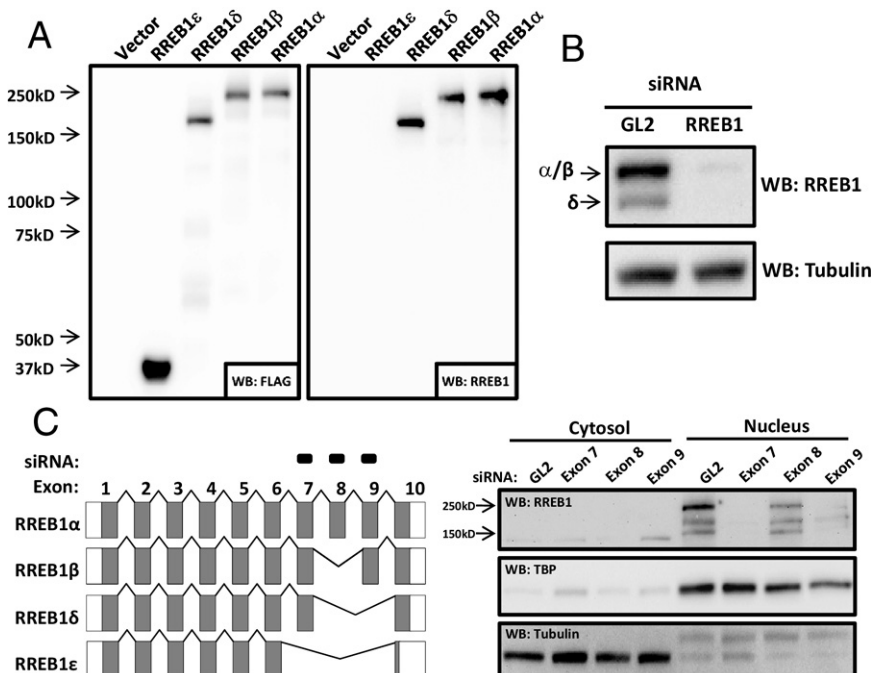 A
Vector
RREB1ε
RREB1δ
RREB1β
RREB1α
Vector
RREB1ε
RREB1δ
RREB1β
RREB1α
250kD
150kD
100kD
75kD
50kD
37kD
WB: FLAG
WB: RREB1
B
siRNA
GL2 RREB1
α/β
δ
WB: RREB1
WB: Tubulin
C
siRNA:
Exon: 1 2 3 4 5 6 7 8 9 10
RREB1α
RREB1β
RREB1δ
RREB1ε
Cytosol Nucleus
siRNA: GL2 Exon 7 Exon 8 Exon 9 GL2 Exon 7 Exon 8 Exon 9
250kD
150kD
WB: RREB1
WB: TBP
WB: Tubulin